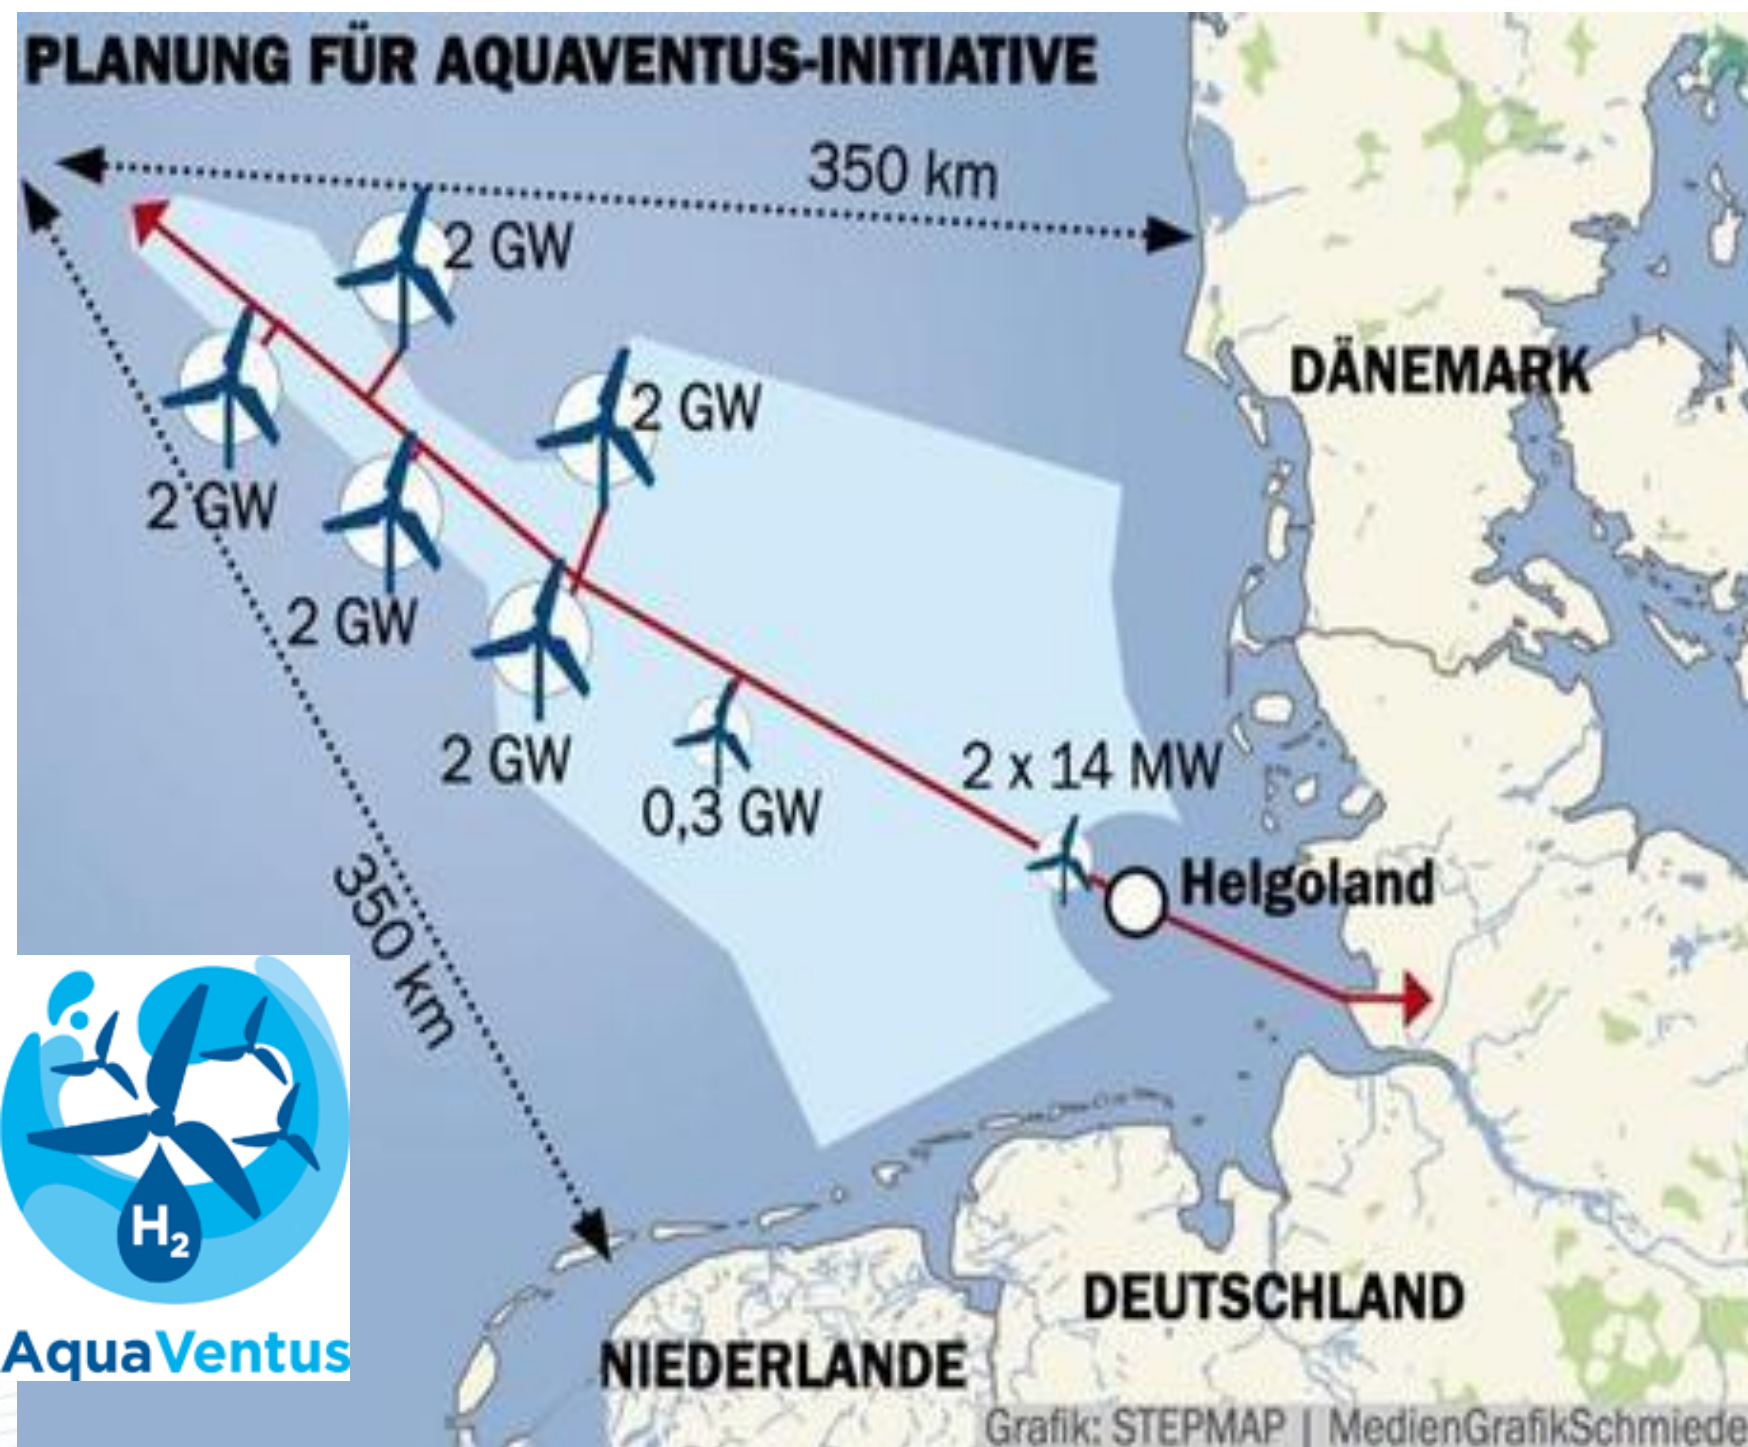 PLANUNG FÜR AQUAVENTUS-INITIATIVE
350 km
2 GW
2 GW
DÄNEMARK
2 GW
2 GW
2 GW
2 x 14 MW
0,3 GW
Helgoland
350 km
H2
AquaVentus
DEUTSCHLAND
NIEDERLANDE
Grafik: STEPMAP | MedienGrafikSchmiede